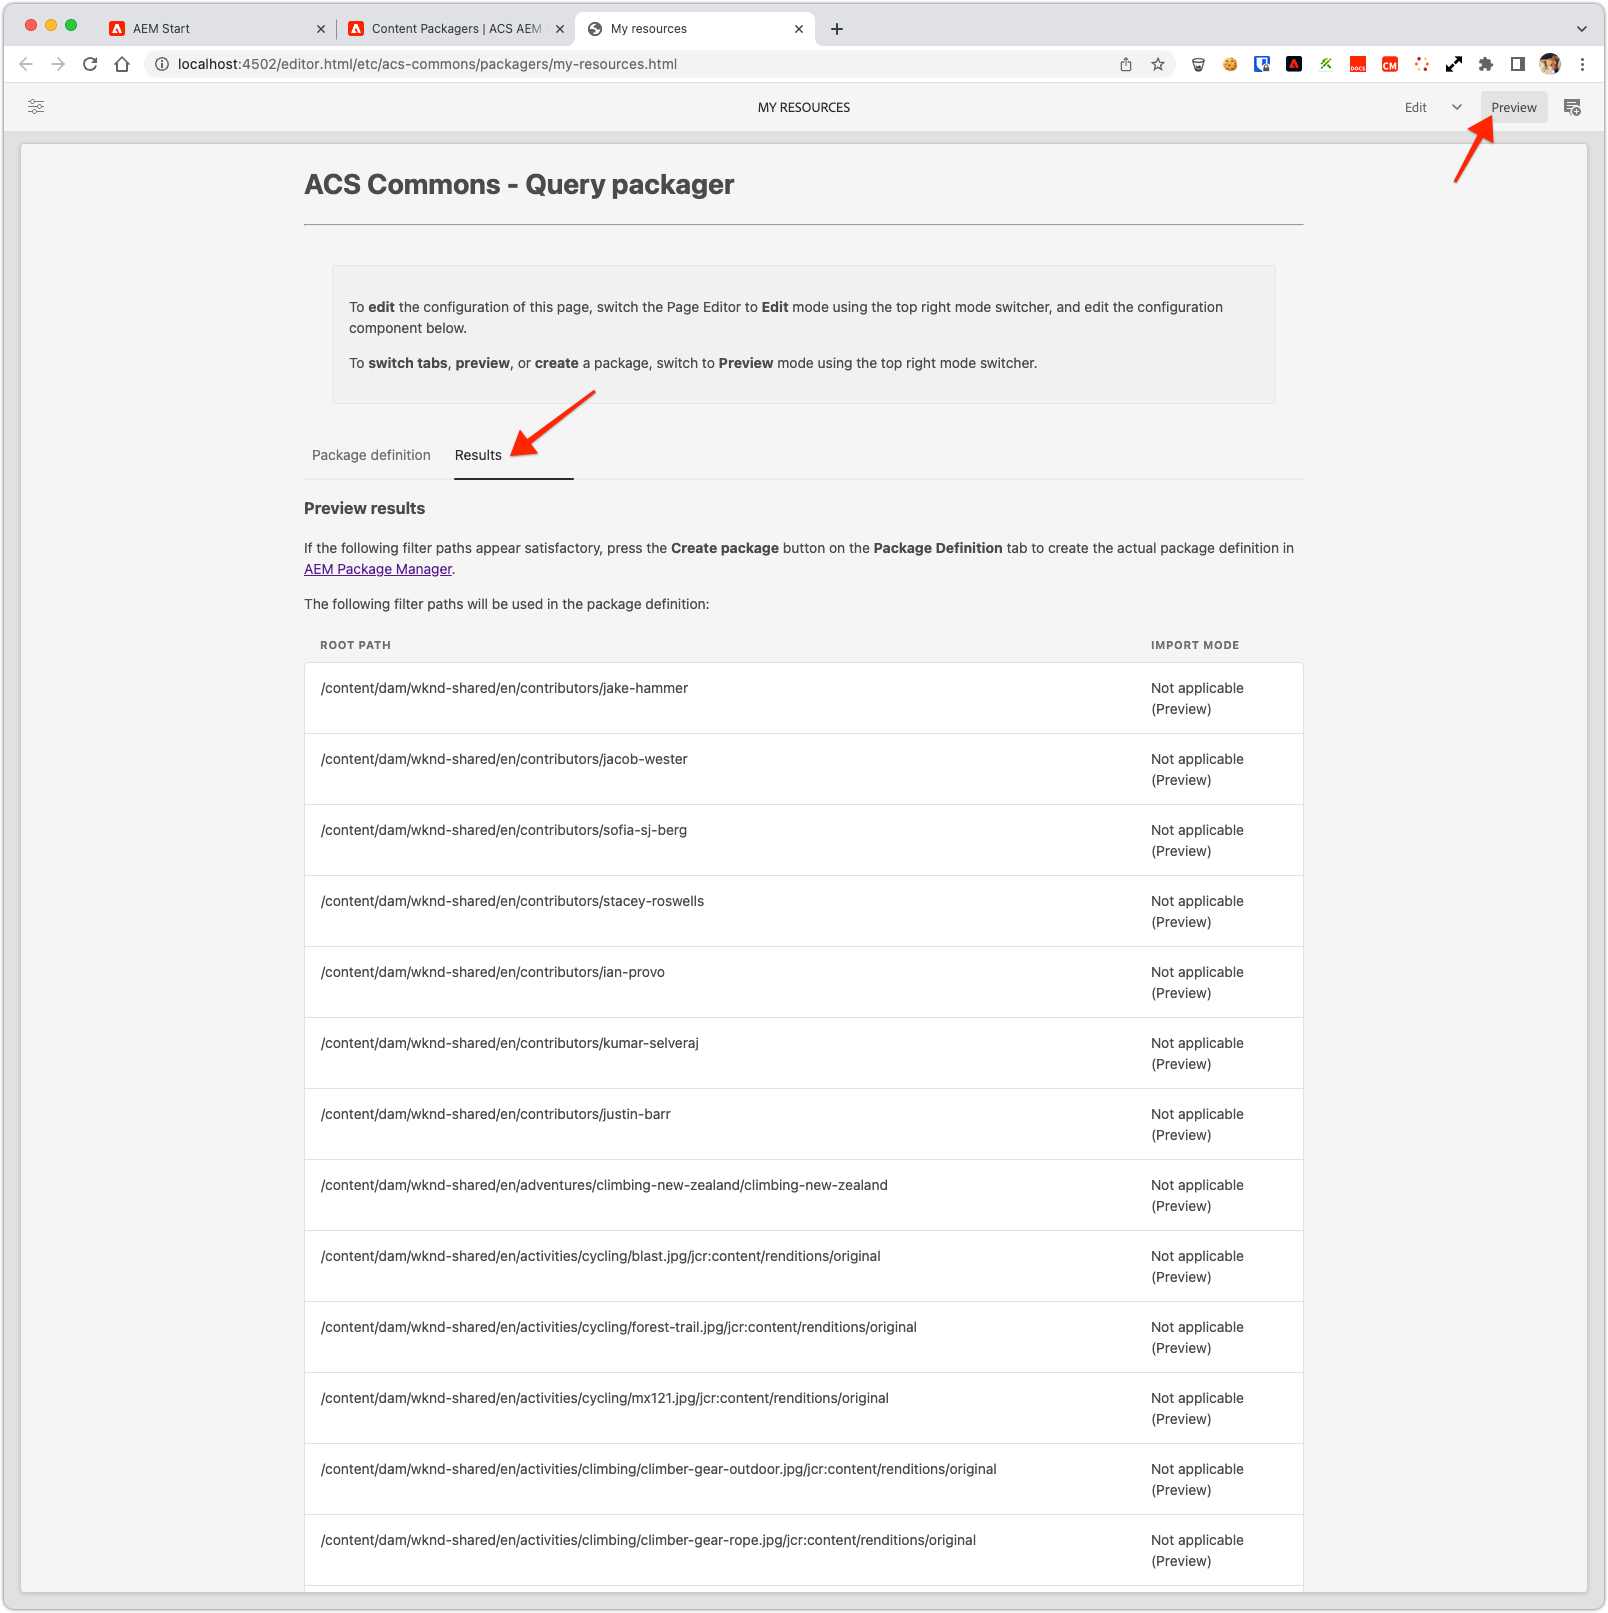 AEM Start
Content Packagers | ACS AEM
My resources
localhost:4502/editor.html/etc/acs-commons/packagers/my-resources.html
DOCS
CM
MY RESOURCES
Edit
Preview
ACS Commons - Query packager
To edit the configuration of this page, switch the Page Editor to Edit mode using the top right mode switcher, and edit the configuration
component below.
To switch tabs, preview, or create a package, switch to Preview mode using the top right mode switcher.
Package definition
Results
Preview results
If the following filter paths appear satisfactory, press the Create package button on the Package Definition tab to create the actual package definition in
AEM Package Manager.
The following filter paths will be used in the package definition:
ROOT PATH
IMPORT MODE
/content/dam/wknd-shared/en/contributors/jake-hammer
Not applicable
(Preview)
/content/dam/wknd-shared/en/contributors/jacob-wester
Not applicable
(Preview)
/content/dam/wknd-shared/en/contributors/sofia-sj-berg
Not applicable
(Preview)
/content/dam/wknd-shared/en/contributors/stacey-roswells
Not applicable
(Preview)
/content/dam/wknd-shared/en/contributors/ian-provo
Not applicable
(Preview)
/content/dam/wknd-shared/en/contributors/kumar-selveraj
Not applicable
(Preview)
/content/dam/wknd-shared/en/contributors/justin-barr
Not applicable
(Preview)
/content/dam/wknd-shared/en/adventures/climbing-new-zealand/climbing-new-zealand
Not applicable
(Preview)
/content/dam/wknd-shared/en/activities/cycling/blast.jpg/jcr:content/renditions/original
Not applicable
(Preview)
/content/dam/wknd-shared/en/activities/cycling/forest-trail.jpg/jcr:content/renditions/original
Not applicable
(Preview)
/content/dam/wknd-shared/en/activities/cycling/mx121.jpg/jcr:content/renditions/original
Not applicable
(Preview)
/content/dam/wknd-shared/en/activities/climbing/climber-gear-outdoor.jpg/jcr:content/renditions/original
Not applicable
(Preview)
/content/dam/wknd-shared/en/activities/climbing/climber-gear-rope.jpg/jcr:content/renditions/original
Not applicable
(Preview)